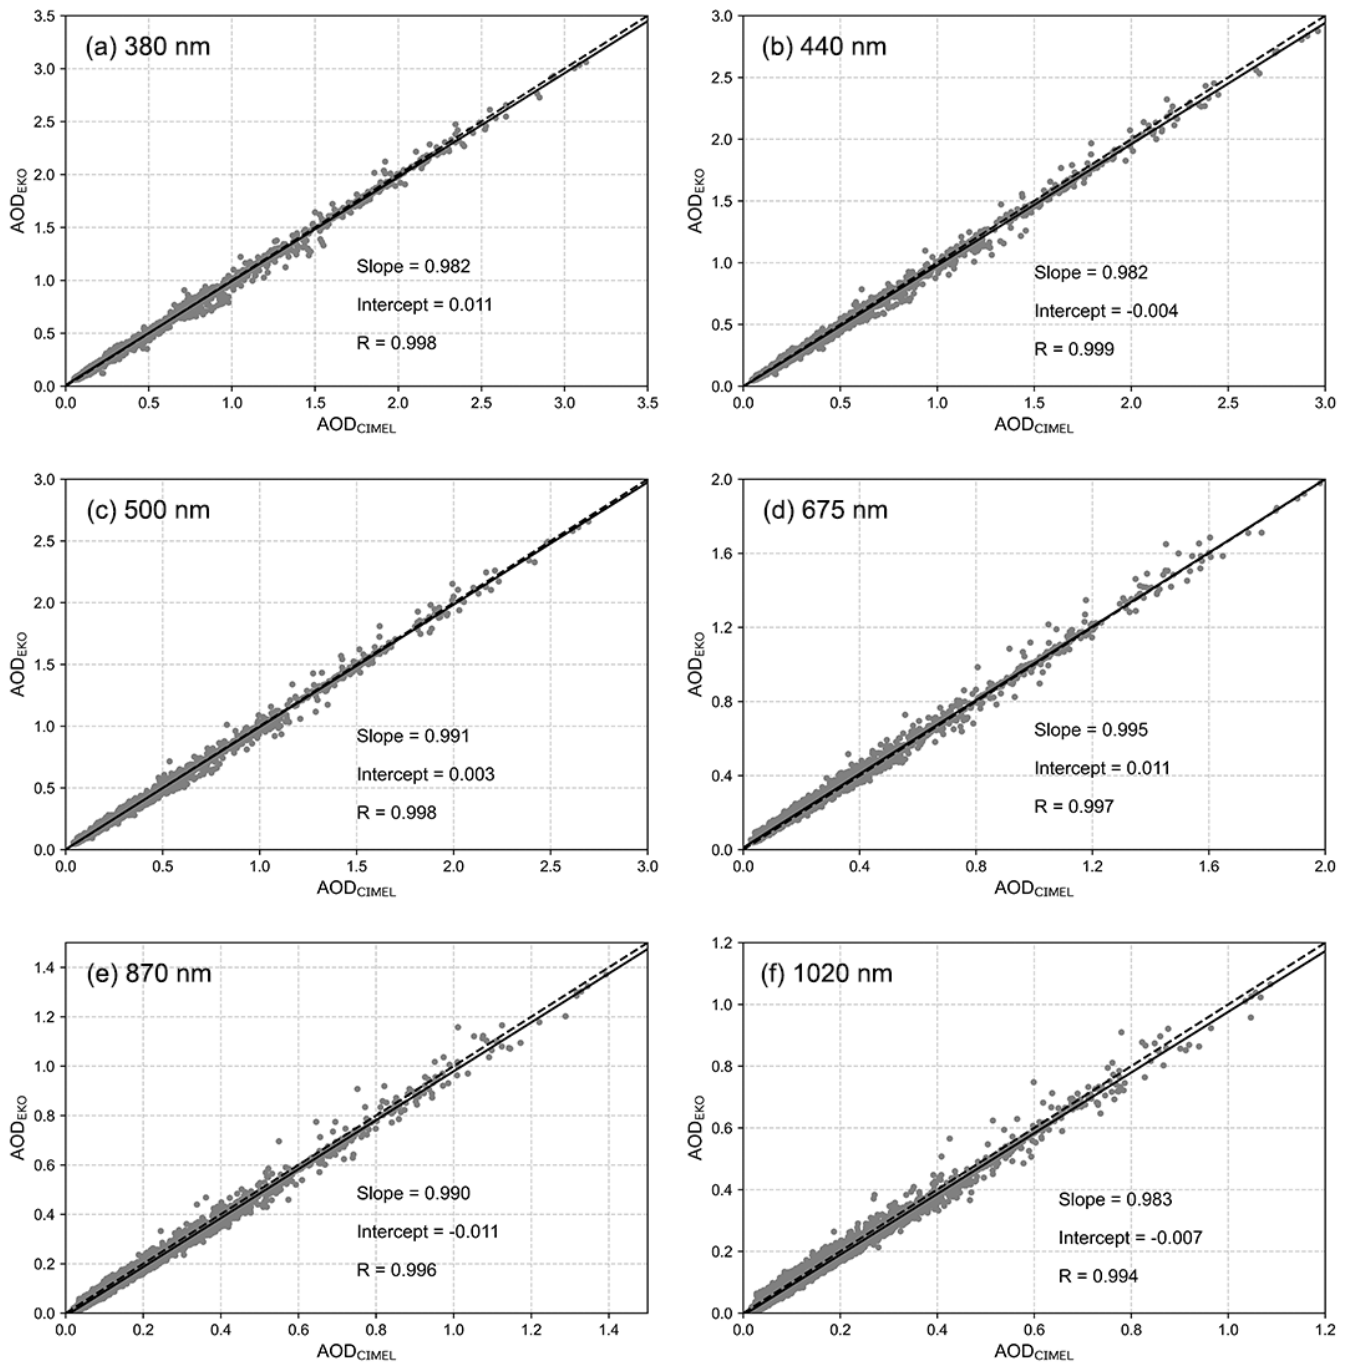 (a) 380 nm
3.5
3.0
2.5
2.0
1.5
1.0
0.5
0.0
AOD_EKO
Slope = 0.982
Intercept = 0.011
R = 0.998
0.0 0.5 1.0 1.5 2.0 2.5 3.0 3.5
AOD_CIMEL
(b) 440 nm
3.0
2.5
2.0
1.5
1.0
0.5
0.0
AOD_EKO
Slope = 0.982
Intercept = -0.004
R = 0.999
0.0 0.5 1.0 1.5 2.0 2.5 3.0
AOD_CIMEL
(c) 500 nm
3.0
2.5
2.0
1.5
1.0
0.5
0.0
AOD_EKO
Slope = 0.991
Intercept = 0.003
R = 0.998
0.0 0.5 1.0 1.5 2.0 2.5 3.0
AOD_CIMEL
(d) 675 nm
2.0
1.6
1.2
0.8
0.4
0.0
AOD_EKO
Slope = 0.995
Intercept = 0.011
R = 0.997
0.0 0.4 0.8 1.2 1.6 2.0
AOD_CIMEL
(e) 870 nm
1.4
1.2
1.0
0.8
0.6
0.4
0.2
0.0
AOD_EKO
Slope = 0.990
Intercept = -0.011
R = 0.996
0.0 0.2 0.4 0.6 0.8 1.0 1.2 1.4
AOD_CIMEL
(f) 1020 nm
1.2
1.0
0.8
0.6
0.4
0.2
0.0
AOD_EKO
Slope = 0.983
Intercept = -0.007
R = 0.994
0.0 0.2 0.4 0.6 0.8 1.0 1.2
AOD_CIMEL